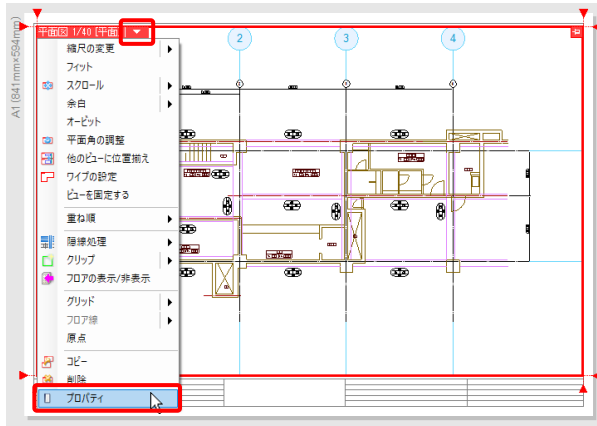 平面図 1/40 [平面]
縮尺の変更
フィット
スクロール
余白
オービット
平面角の調整
他のビューに位置揃え
ワイプの設定
ビューを固定する
重ね順
隠線処理
クリップ
フロアの表示/非表示
グリッド
フロア線
原点
コピー
削除
プロパティ
2
3
4
A1 (841mm×594mm)